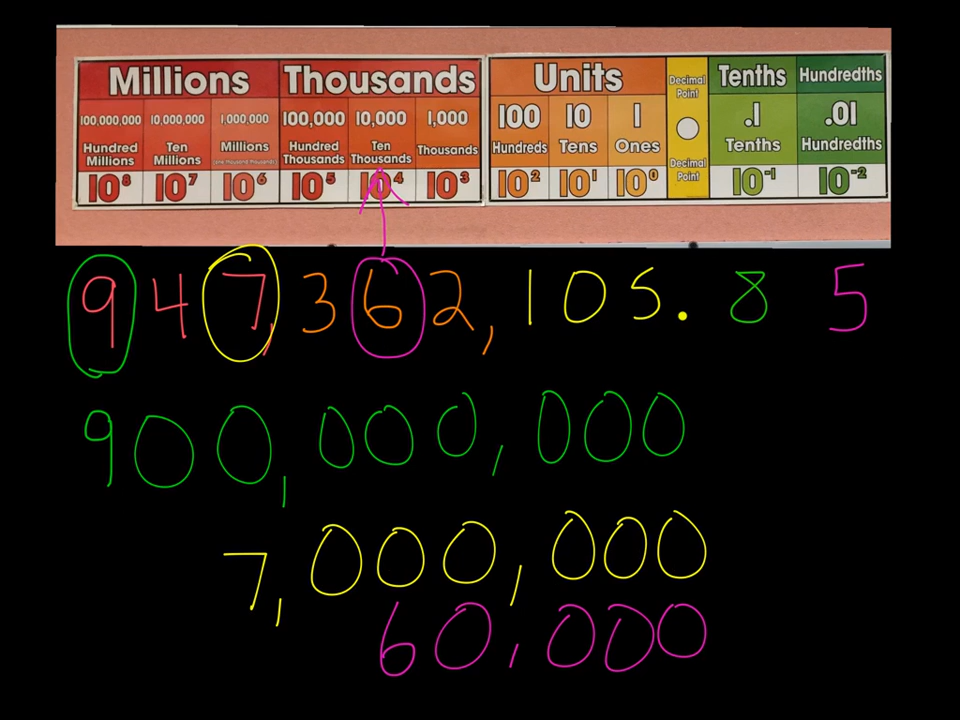 Millions Thousands Units Decimal Point Tenths Hundredths
100,000,000 10,000,000 1,000,000 100,000 10,000 1,000 100 10 1 .1 .01
Hundred Millions Ten Millions Millions Hundred Thousands Ten Thousands Thousands Hundreds Tens Ones Decimal Point Tenths Hundredths
(one thousand thousands)
10⁸ 10⁷ 10⁶ 10⁵ 10⁴ 10³ 10² 10¹ 10⁰ 10⁻¹ 10⁻²
947,362,105.85
900,000,000
7,000,000
60,000